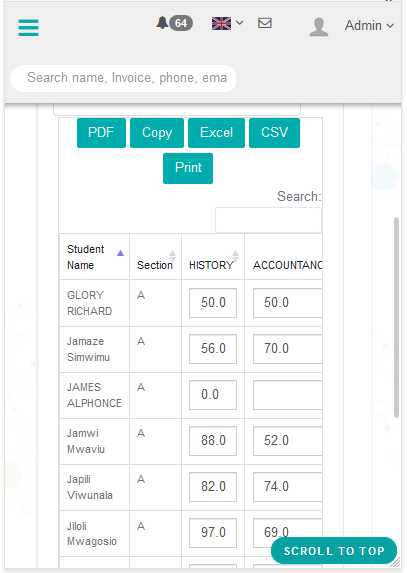 64
Admin
Search name, Invoice, phone, ema
PDF Copy Excel CSV
Print
Search:
Student Name Section HISTORY ACCOUNTANC
GLORY RICHARD A 50.0 50.0
Jamaze Simwimu A 56.0 70.0
JAMES ALPHONCE A 0.0
Jamwi Mwaviu A 88.0 52.0
Japili Viwunala A 82.0 74.0
Jiloli Mwagosio A 97.0 69.0
SCROLL TO TOP